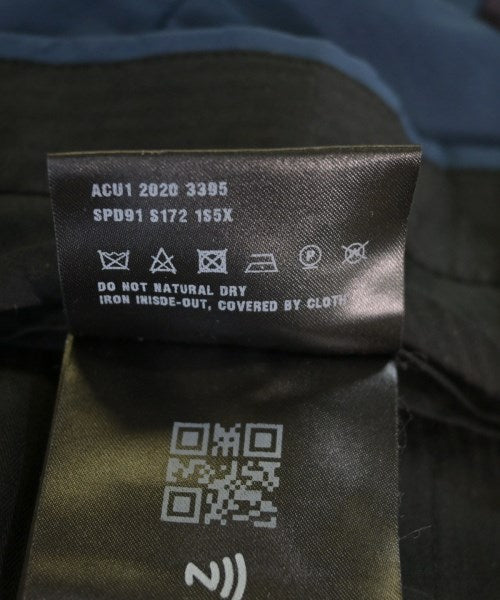 ACU1 2020 3395
SPD91 S172 1S5X
P
DO NOT NATURAL DRY
IRON INISDE-OUT, COVERED BY CLOTH